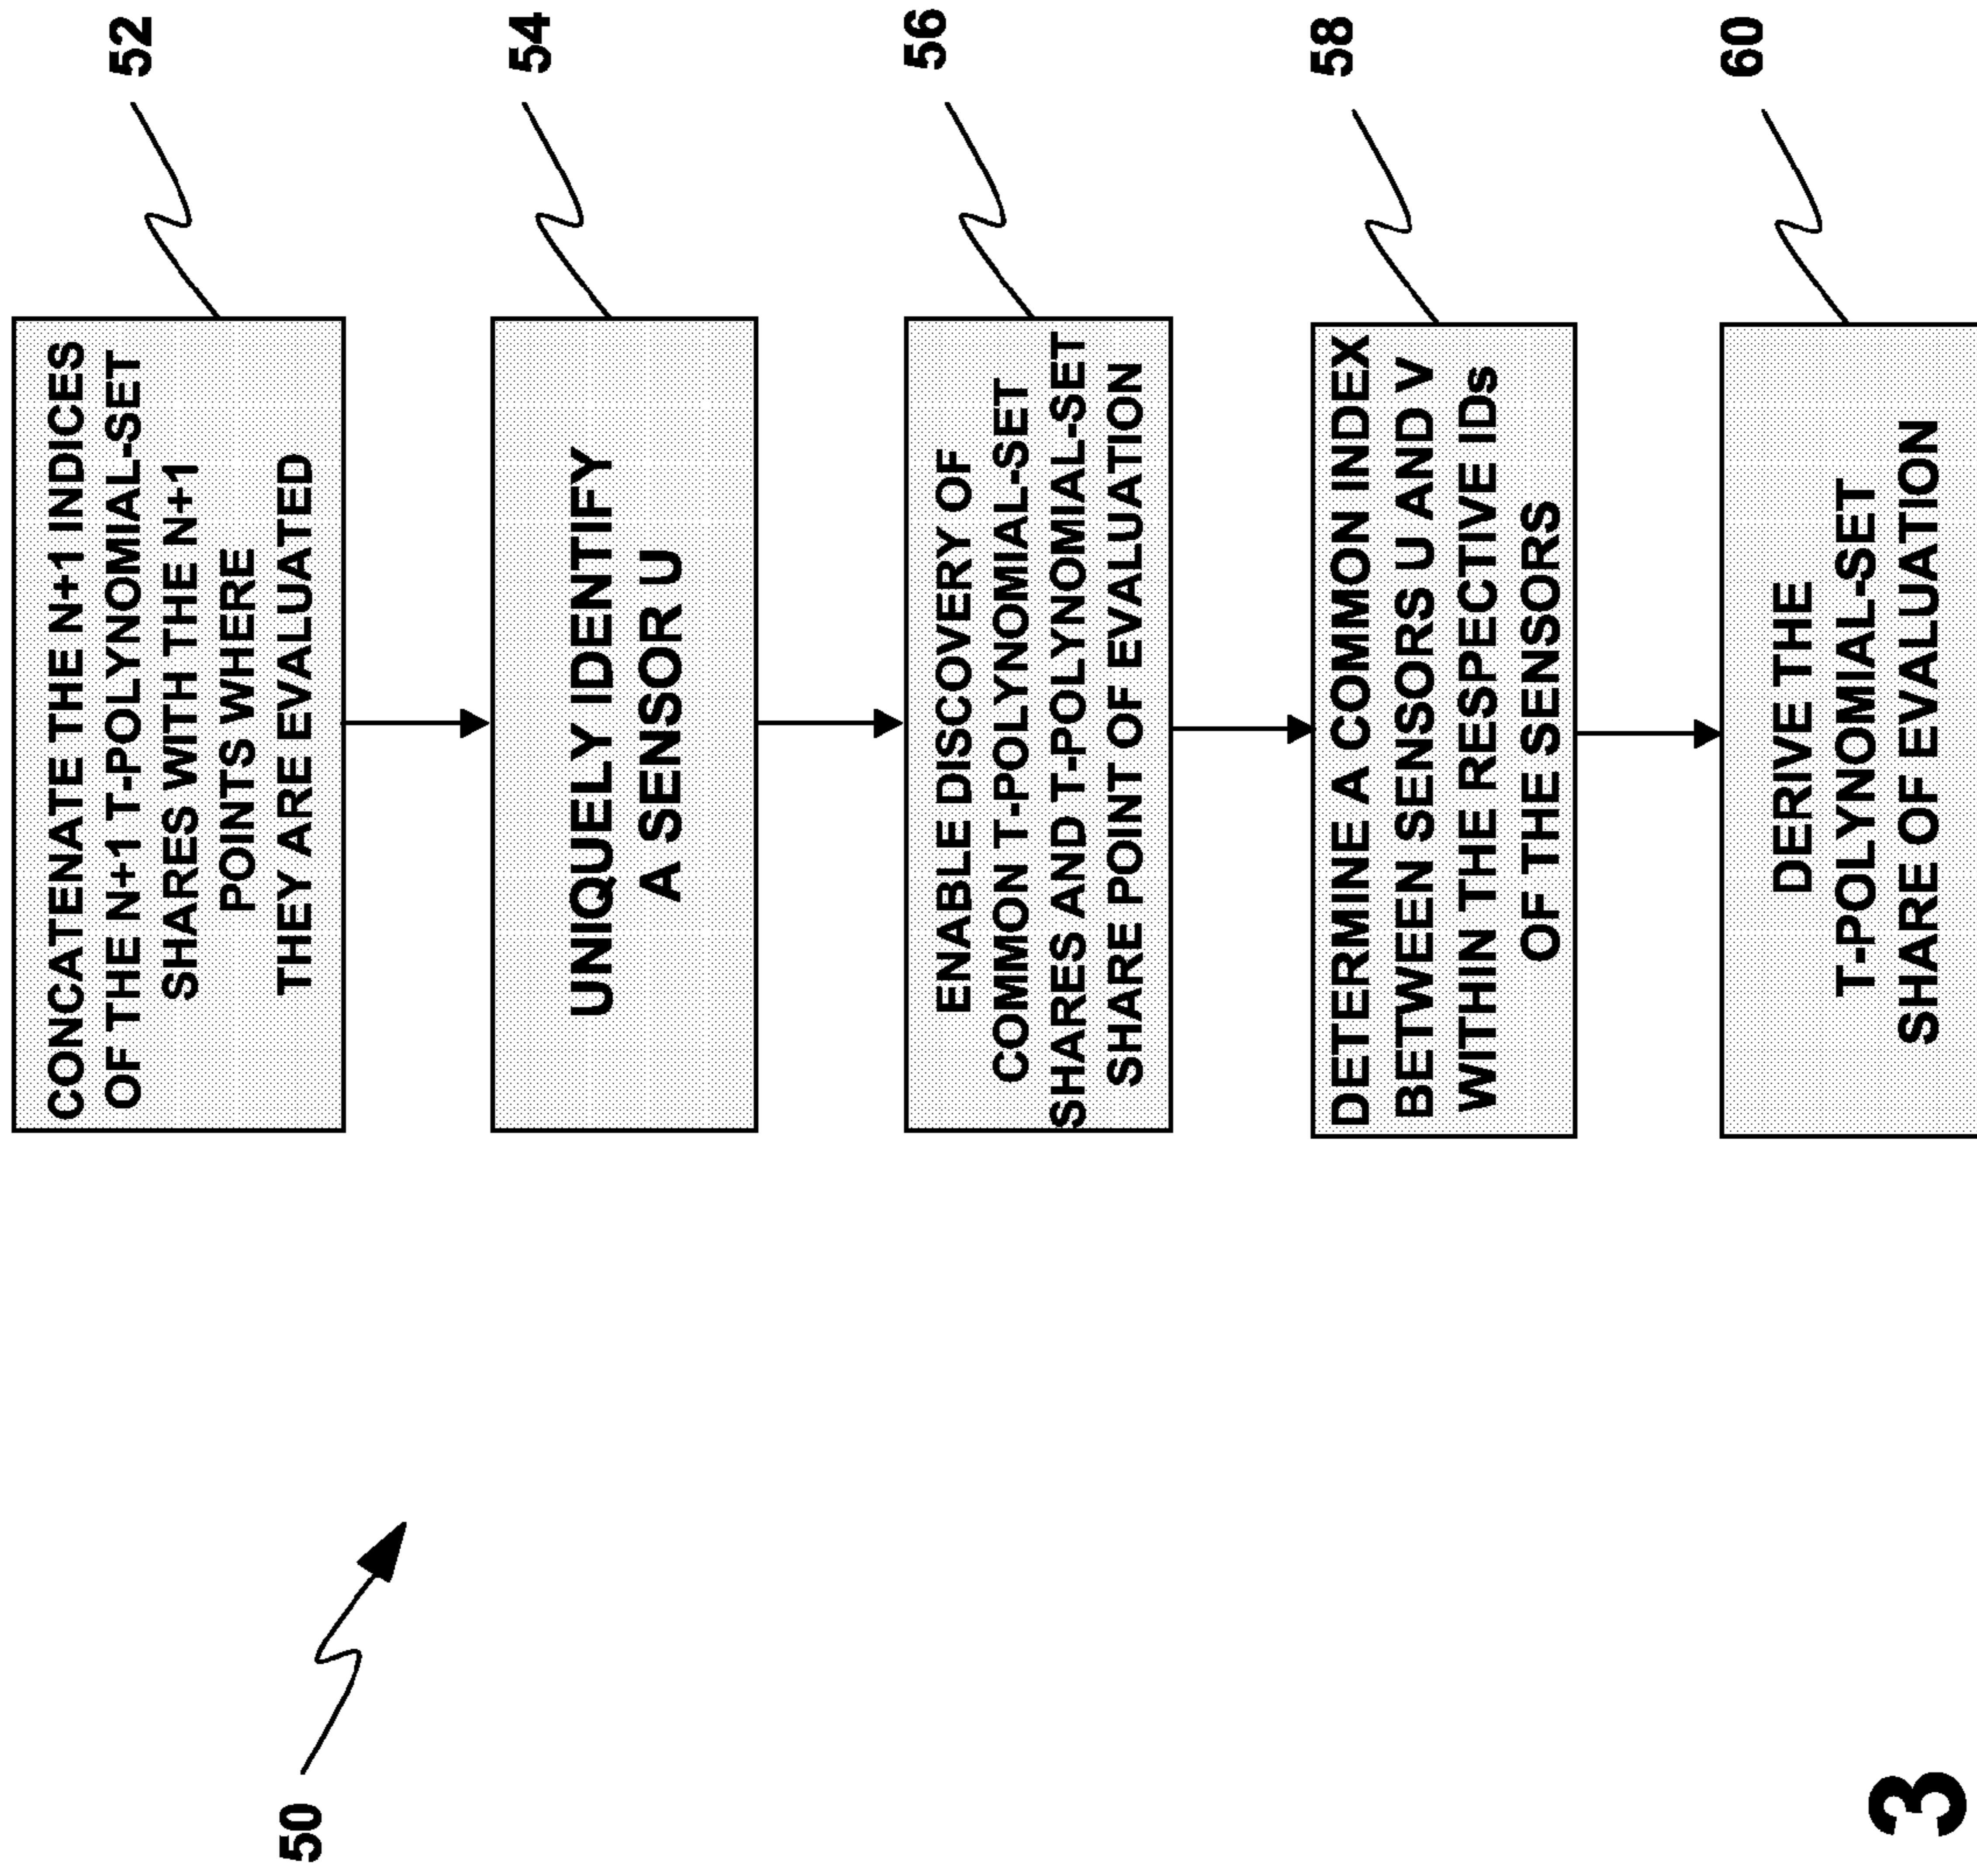 50
CONCATENATE THE N+1 INDICES
OF THE N+1 T-POLYNOMIAL-SET
SHARES WITH THE N+1
POINTS WHERE
THEY ARE EVALUATED
52
UNIQUELY IDENTIFY
A SENSOR U
54
ENABLE DISCOVERY OF
COMMON T-POLYNOMIAL-SET
SHARES AND T-POLYNOMIAL-SET
SHARE POINT OF EVALUATION
56
DETERMINE A COMMON INDEX
BETWEEN SENSORS U AND V
WITHIN THE RESPECTIVE IDs
OF THE SENSORS
58
DERIVE THE
T-POLYNOMIAL-SET
SHARE OF EVALUATION
60
3